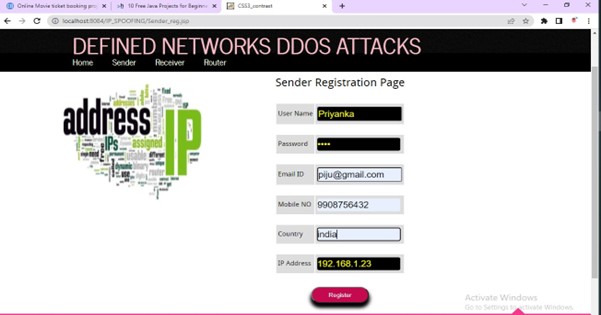 Online Movie ticket booking pro
10 Free Java Projects for Beginne
CSS3_contrast
localhost:8084/IP_SPOOFING/Sender_reg.jsp
DEFINED NETWORKS DDOS ATTACKS
Home Sender Receiver Router
Sender Registration Page
address IP
IPs assigned
User Name Priyanka
Password ••••
Email ID piju@gmail.com
Mobile NO 9908756432
Country india
IP Address 192.168.1.23
Register
Activate Windows
Go to Settings to activate Windows.